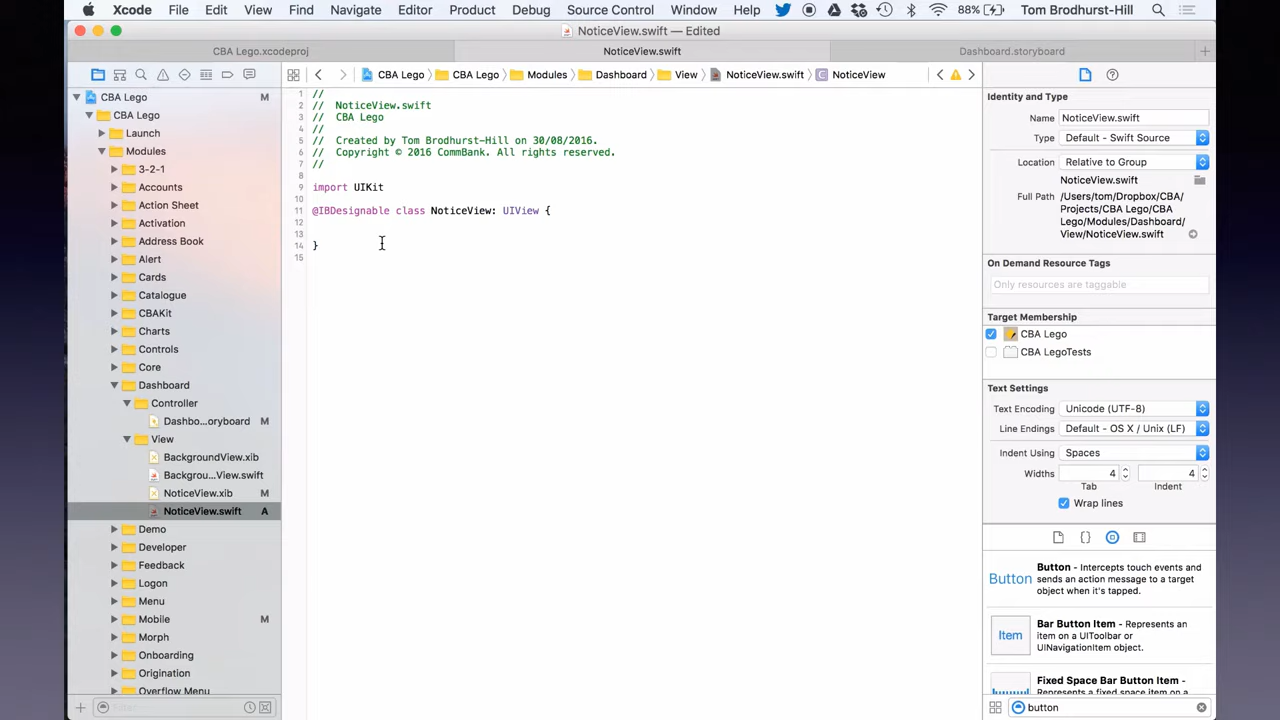 Xcode File Edit View Find Navigate Editor Product Debug Source Control Window Help 88% Tom Brodhurst-Hill
NoticeView.swift — Edited
CBA Lego.xcodeproj NoticeView.swift Dashboard.storyboard
CBA Lego CBA Lego Modules Dashboard View NoticeView.swift C NoticeView
CBA Lego M
CBA Lego
Launch
Modules
3-2-1
Accounts
Action Sheet
Activation
Address Book
Alert
Cards
Catalogue
CBAKit
Charts
Controls
Core
Dashboard
Controller
Dashbo...oryboard M
View
BackgroundView.xib
Backgrou...View.swift
NoticeView.xib M
NoticeView.swift A
Demo
Developer
Feedback
Logon
Menu
Mobile M
Morph
Onboarding
Origination
Overflow Menu
1 //
2 // NoticeView.swift
3 // CBA Lego
4 //
5 // Created by Tom Brodhurst-Hill on 30/08/2016.
6 // Copyright © 2016 CommBank. All rights reserved.
7 //
8
9 import UIKit
10
11 @IBDesignable class NoticeView: UIView {
12
13
14 }
15
Identity and Type
Name NoticeView.swift
Type Default - Swift Source
Location Relative to Group
NoticeView.swift
Full Path /Users/tom/Dropbox/CBA/
Projects/CBA Lego/CBA
Lego/Modules/Dashboard/
View/NoticeView.swift
On Demand Resource Tags
Only resources are taggable
Target Membership
CBA Lego
CBA LegoTests
Text Settings
Text Encoding Unicode (UTF-8)
Line Endings Default - OS X / Unix (LF)
Indent Using Spaces
Widths 4 4
Tab Indent
Wrap lines
Button Button - Intercepts touch events and
sends an action message to a target
object when it's tapped.
Item Bar Button Item - Represents an
item on a UIToolbar or
UINavigationItem object.
Fixed Space Bar Button Item -
Represents a fixed space item on a
button